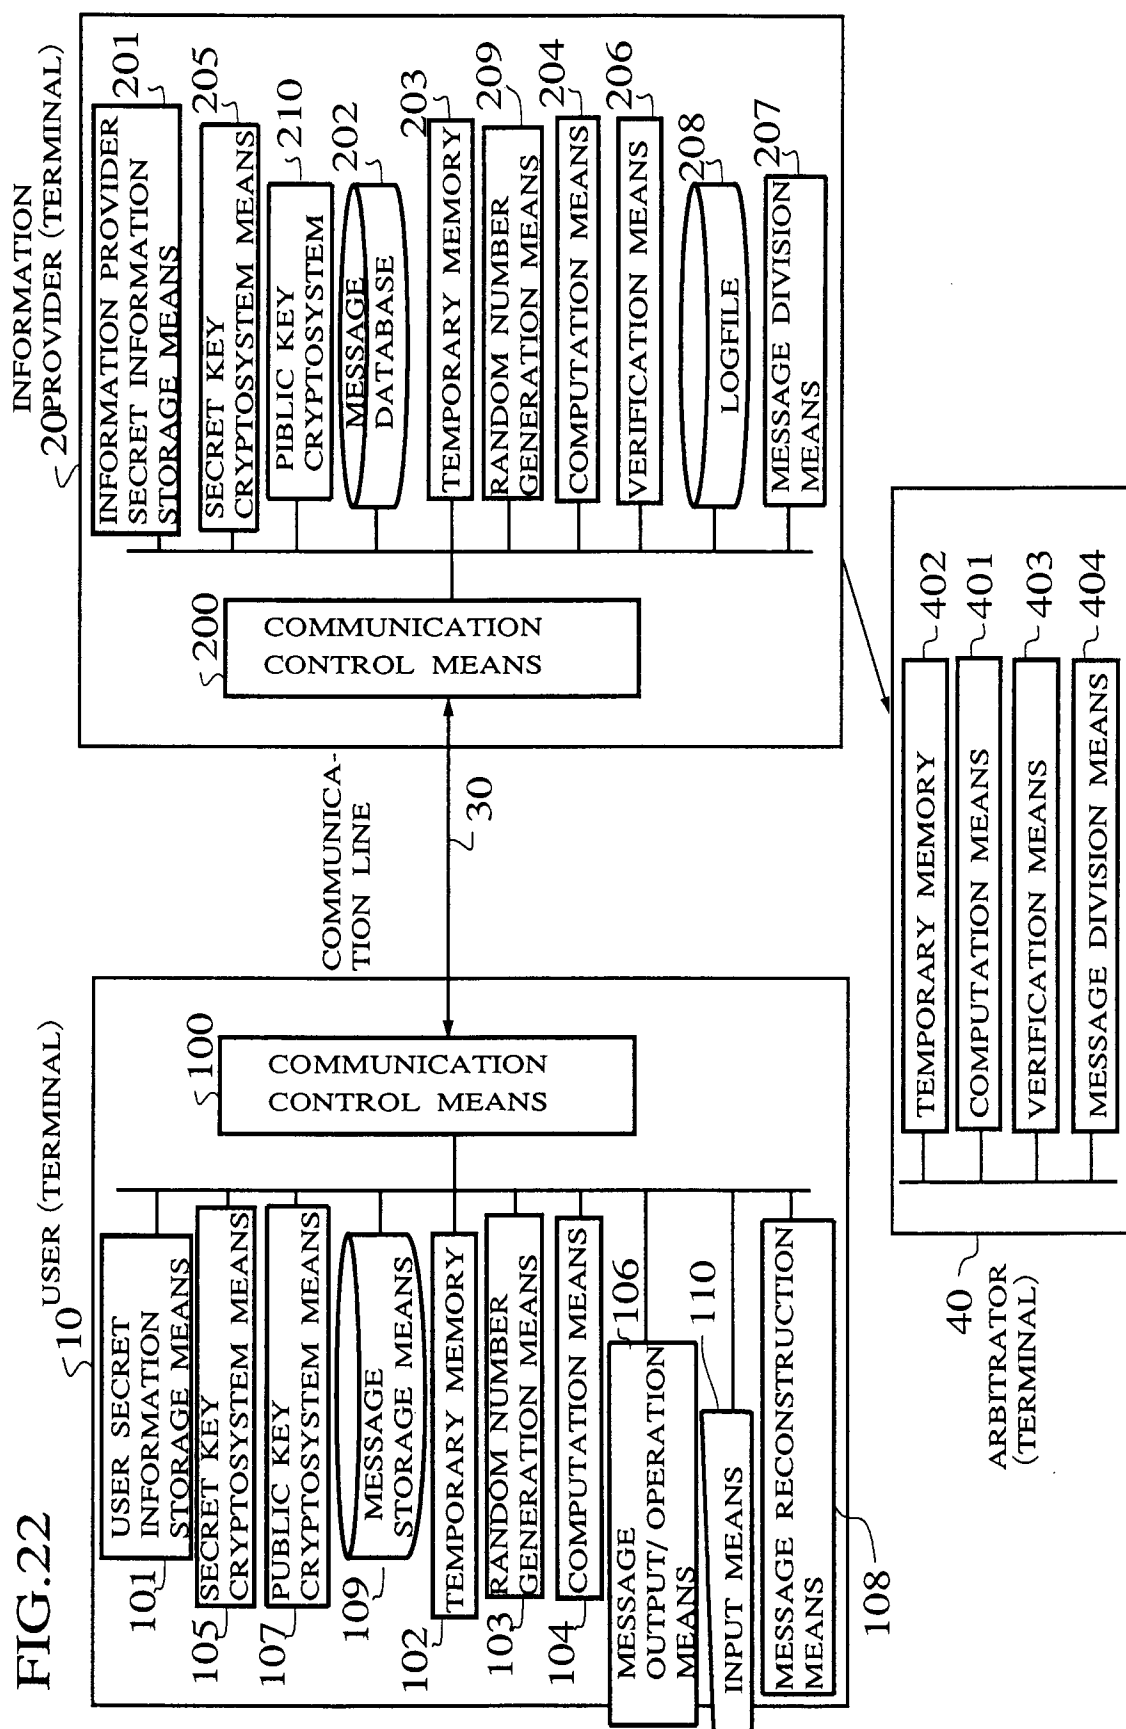 FIG.22
10
USER (TERMINAL)
101
USER SECRET
INFORMATION
STORAGE MEANS
105
SECRET KEY
CRYPTOSYSTEM MEANS
107
PUBLIC KEY
CRYPTOSYSTEM MEANS
109
MESSAGE
STORAGE MEANS
102
TEMPORARY MEMORY
103
RANDOM NUMBER
GENERATION MEANS
104
COMPUTATION MEANS
106
MESSAGE
OUTPUT/ OPERATION
MEANS
110
INPUT MEANS
MESSAGE RECONSTRUCTION
MEANS
108
100
COMMUNICATION
CONTROL MEANS
COMMUNICA-
TION LINE
30
INFORMATION
20 PROVIDER (TERMINAL)
200
COMMUNICATION
CONTROL MEANS
INFORMATION PROVIDER
SECRET INFORMATION
STORAGE MEANS
201
SECRET KEY
CRYPTOSYSTEM MEANS
205
PIBLIC KEY
CRYPTOSYSTEM
210
MESSAGE
DATABASE
202
TEMPORARY MEMORY
203
RANDOM NUMBER
GENERATION MEANS
209
COMPUTATION MEANS
204
VERIFICATION MEANS
206
LOGFILE
208
MESSAGE DIVISION
MEANS
207
40
ARBITRATOR
(TERMINAL)
TEMPORARY MEMORY
402
COMPUTATION MEANS
401
VERIFICATION MEANS
403
MESSAGE DIVISION MEANS
404